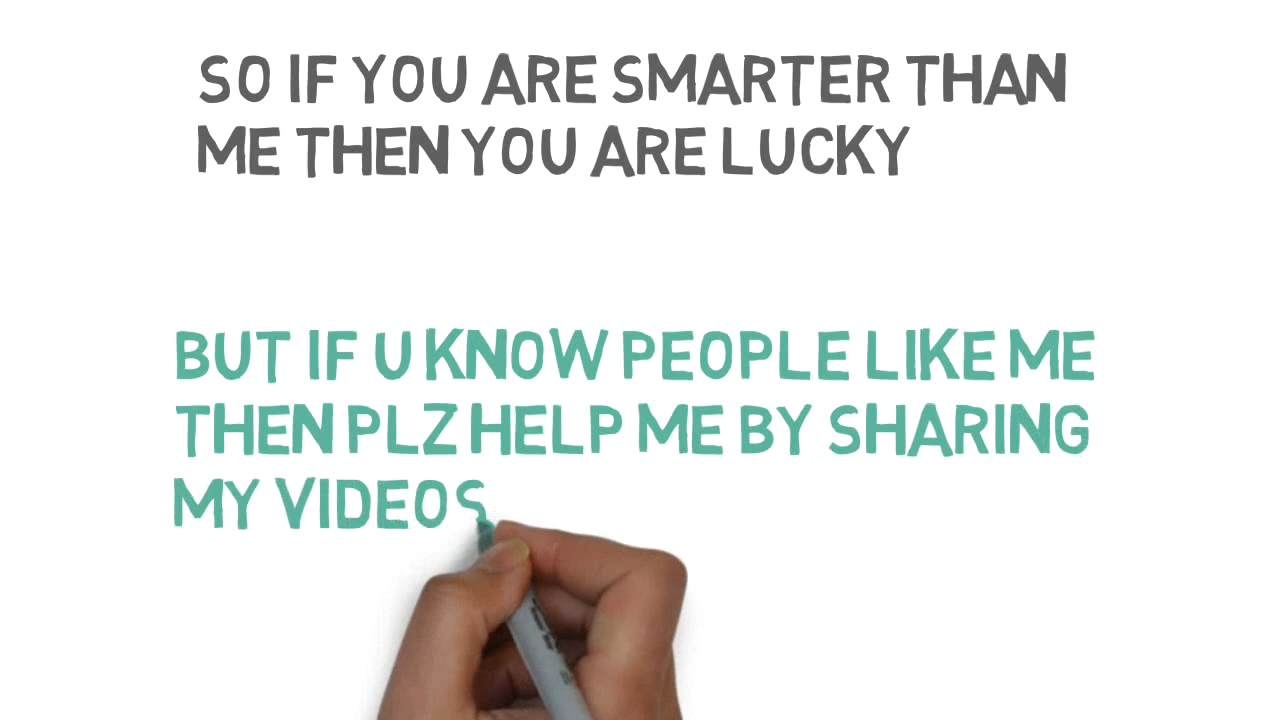 SO IF YOU ARE SMARTER THAN
ME THEN YOU ARE LUCKY
BUT IF U KNOW PEOPLE LIKE ME
THEN PLZ HELP ME BY SHARING
MY VIDEOS